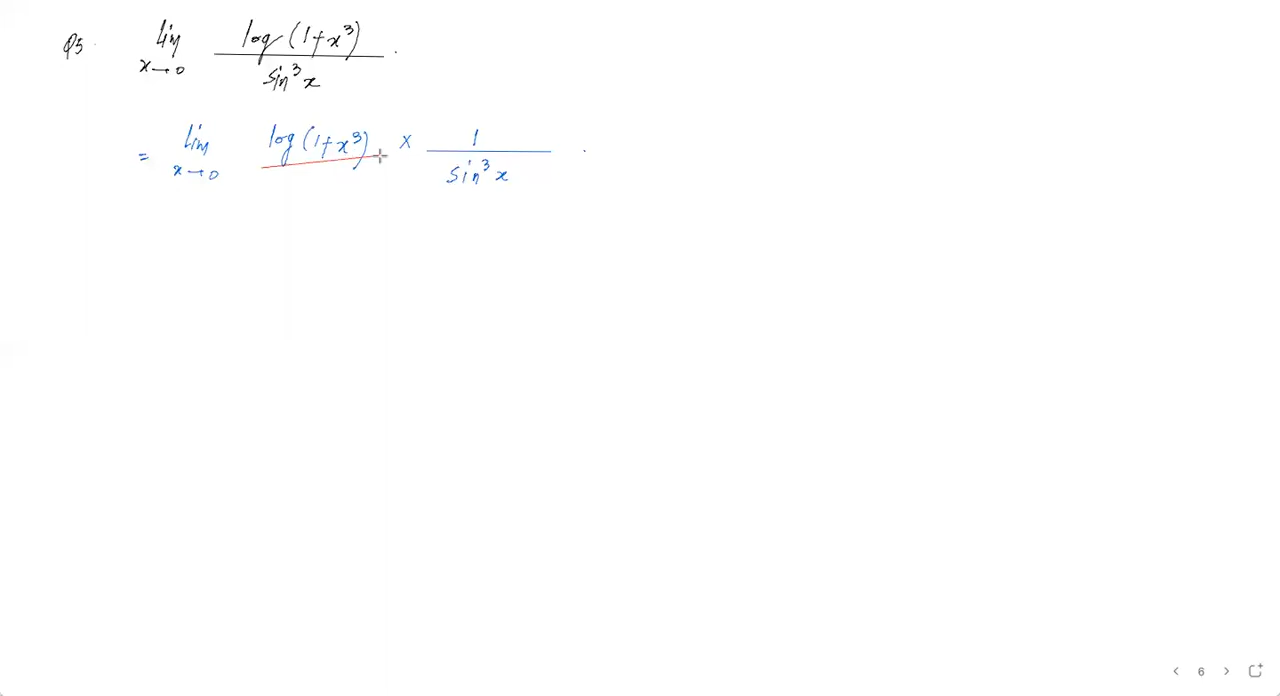 Q5. lim x→0 log(1+x³) / sin³x .
= lim x→0 log(1+x³) × 1 / sin³x .
< 6 >